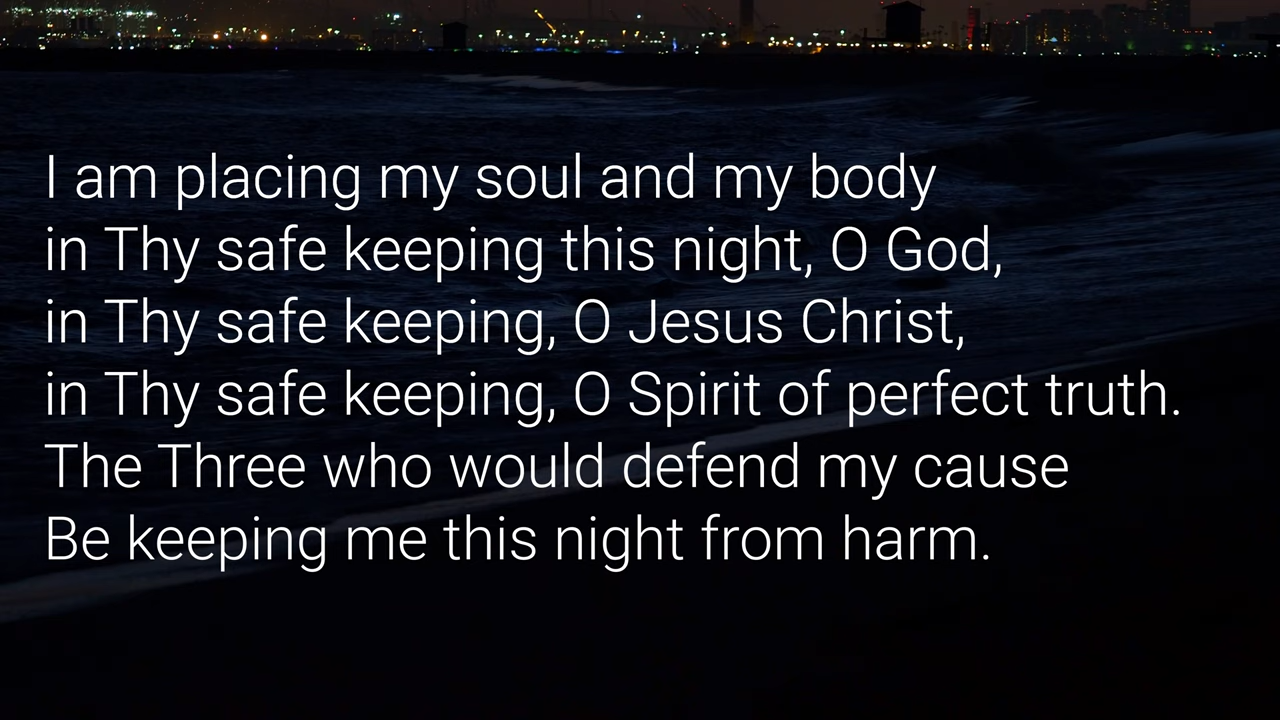 I am placing my soul and my body
in Thy safe keeping this night, O God,
in Thy safe keeping, O Jesus Christ,
in Thy safe keeping, O Spirit of perfect truth.
The Three who would defend my cause
Be keeping me this night from harm.